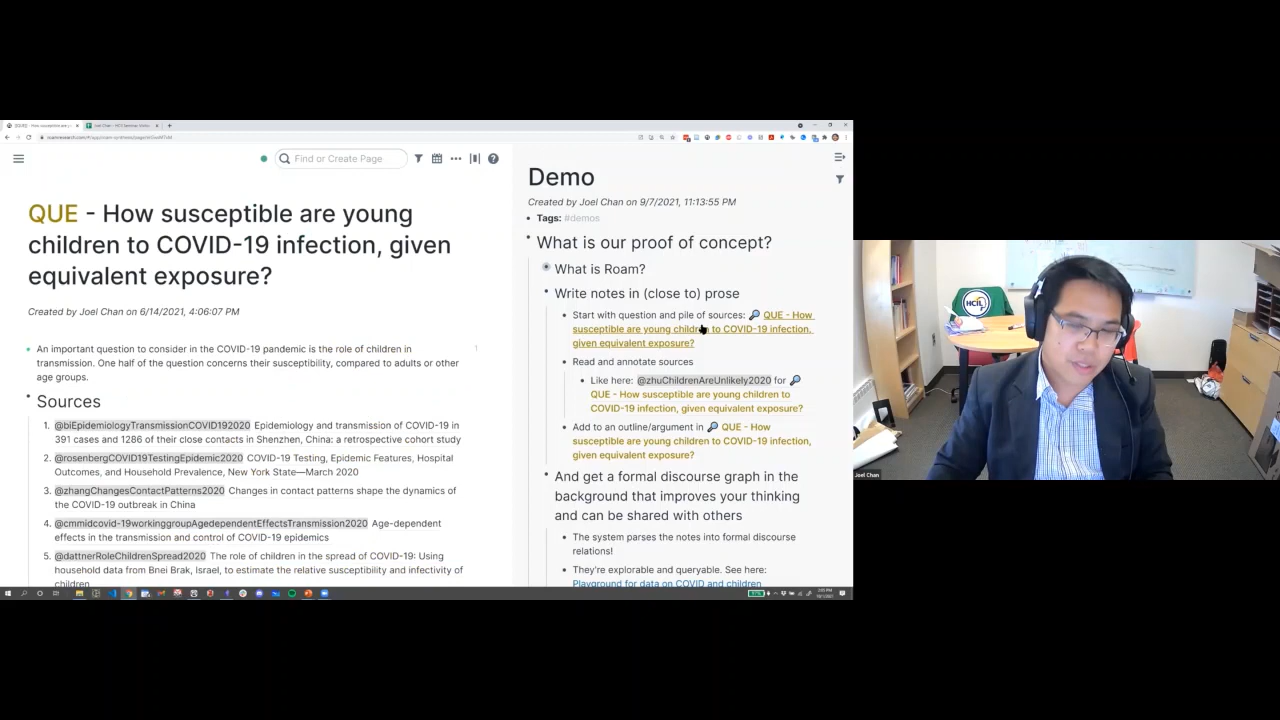 Find or Create Page
QUE - How susceptible are young
children to COVID-19 infection, given
equivalent exposure?
Created by Joel Chan on 6/14/2021, 4:06:07 PM
An important question to consider in the COVID-19 pandemic is the role of children in
transmission. One half of the question concerns their susceptibility, compared to adults or other
age groups.
1
Sources
1. @biEpidemiologyTransmissionCOVID192020 Epidemiology and transmission of COVID-19 in
391 cases and 1286 of their close contacts in Shenzhen, China: a retrospective cohort study
2. @rosenbergCOVID19TestingEpidemic2020 COVID-19 Testing, Epidemic Features, Hospital
Outcomes, and Household Prevalence, New York State—March 2020
3. @zhangChangesContactPatterns2020 Changes in contact patterns shape the dynamics of
the COVID-19 outbreak in China
4. @cmmidcovid-19workinggroupAgedependentEffectsTransmission2020 Age-dependent
effects in the transmission and control of COVID-19 epidemics
5. @dattnerRoleChildrenSpread2020 The role of children in the spread of COVID-19: Using
household data from Bnei Brak, Israel, to estimate the relative susceptibility and infectivity of
children
Demo
Created by Joel Chan on 9/7/2021, 11:13:55 PM
Tags: #demos
What is our proof of concept?
What is Roam?
Write notes in (close to) prose
Start with question and pile of sources: QUE - How
susceptible are young children to COVID-19 infection,
given equivalent exposure?
Read and annotate sources
Like here: @zhuChildrenAreUnlikely2020 for
QUE - How susceptible are young children to
COVID-19 infection, given equivalent exposure?
Add to an outline/argument in QUE - How
susceptible are young children to COVID-19 infection,
given equivalent exposure?
And get a formal discourse graph in the
background that improves your thinking
and can be shared with others
The system parses the notes into formal discourse
relations!
They're explorable and queryable. See here:
Playground for data on COVID and children
HCIL
Joel Chan